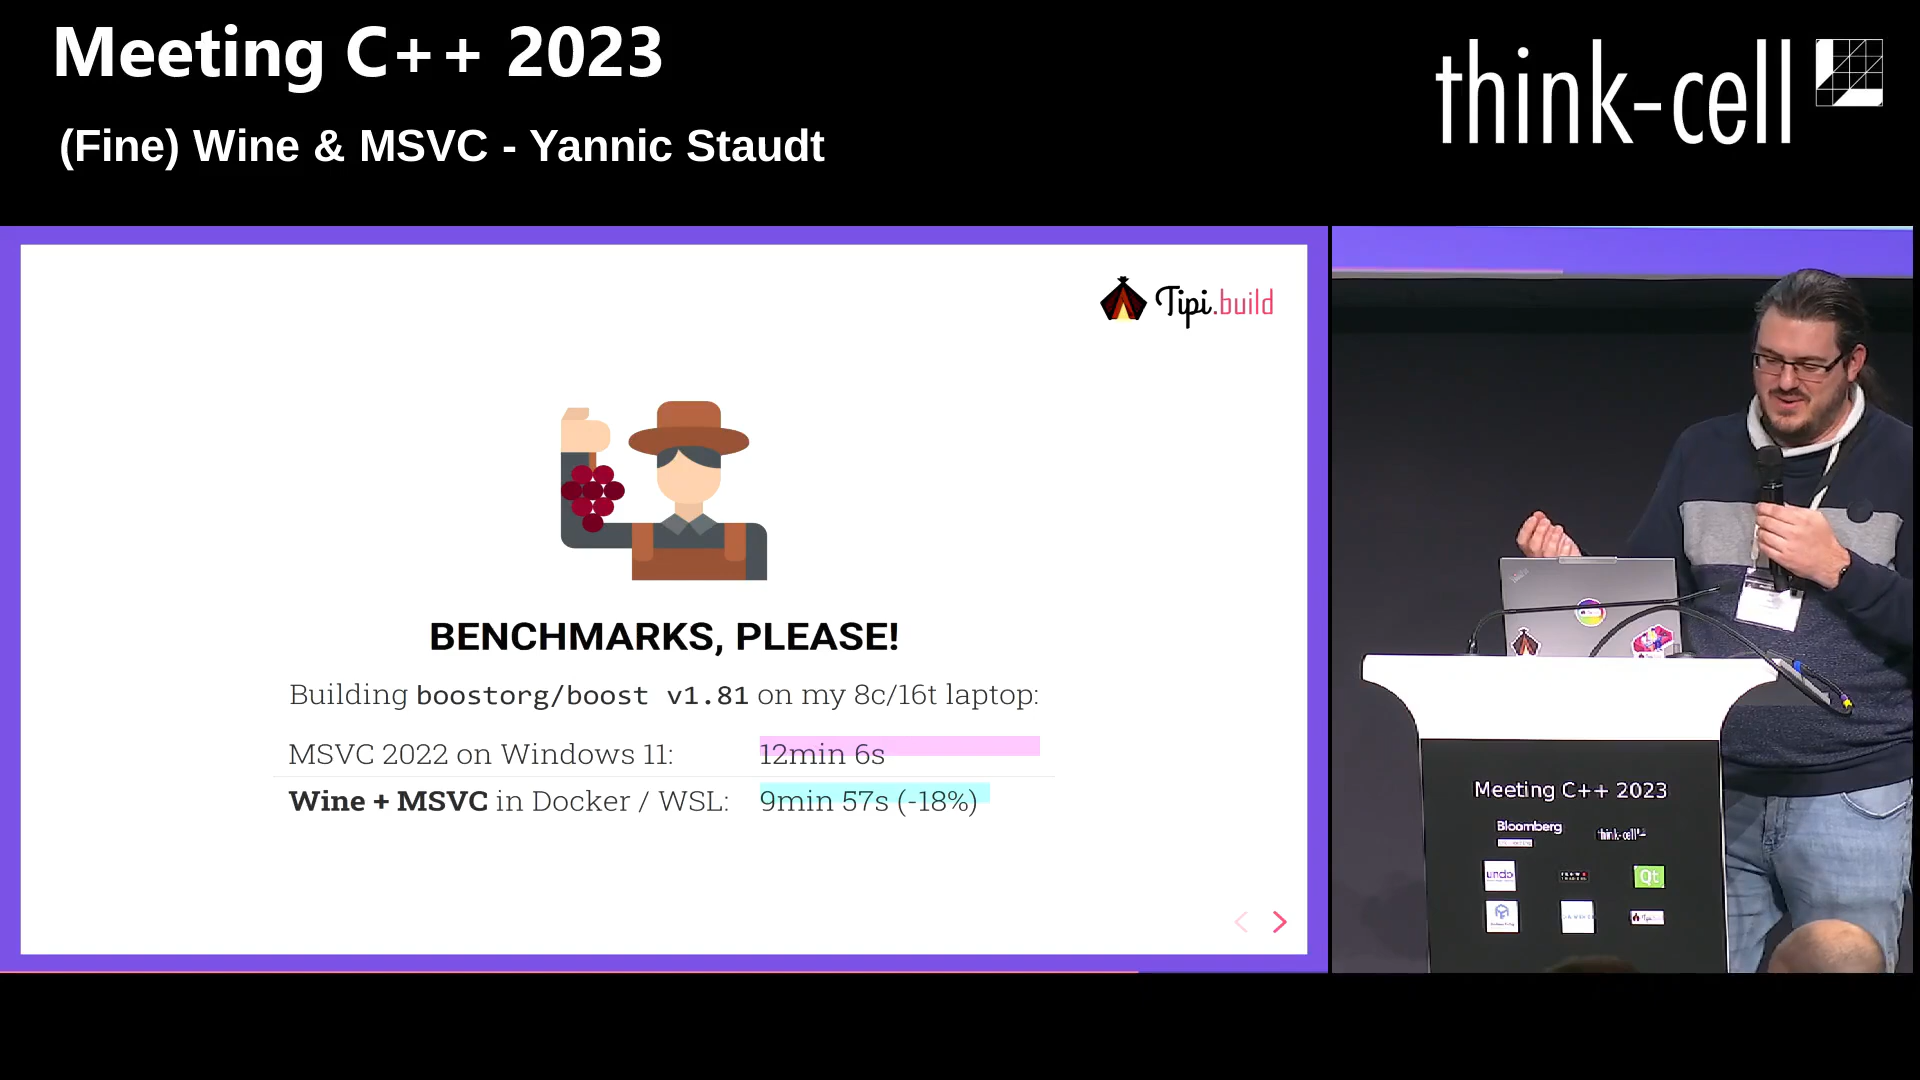 Meeting C++ 2023
(Fine) Wine & MSVC - Yannic Staudt
think-cell
Tipi.build
BENCHMARKS, PLEASE!
Building boostorg/boost v1.81 on my 8c/16t laptop:
MSVC 2022 on Windows 11: 12min 6s
Wine + MSVC in Docker / WSL: 9min 57s (-18%)
Meeting C++ 2023
Bloomberg
think-cell
undo
Qt
Tipi